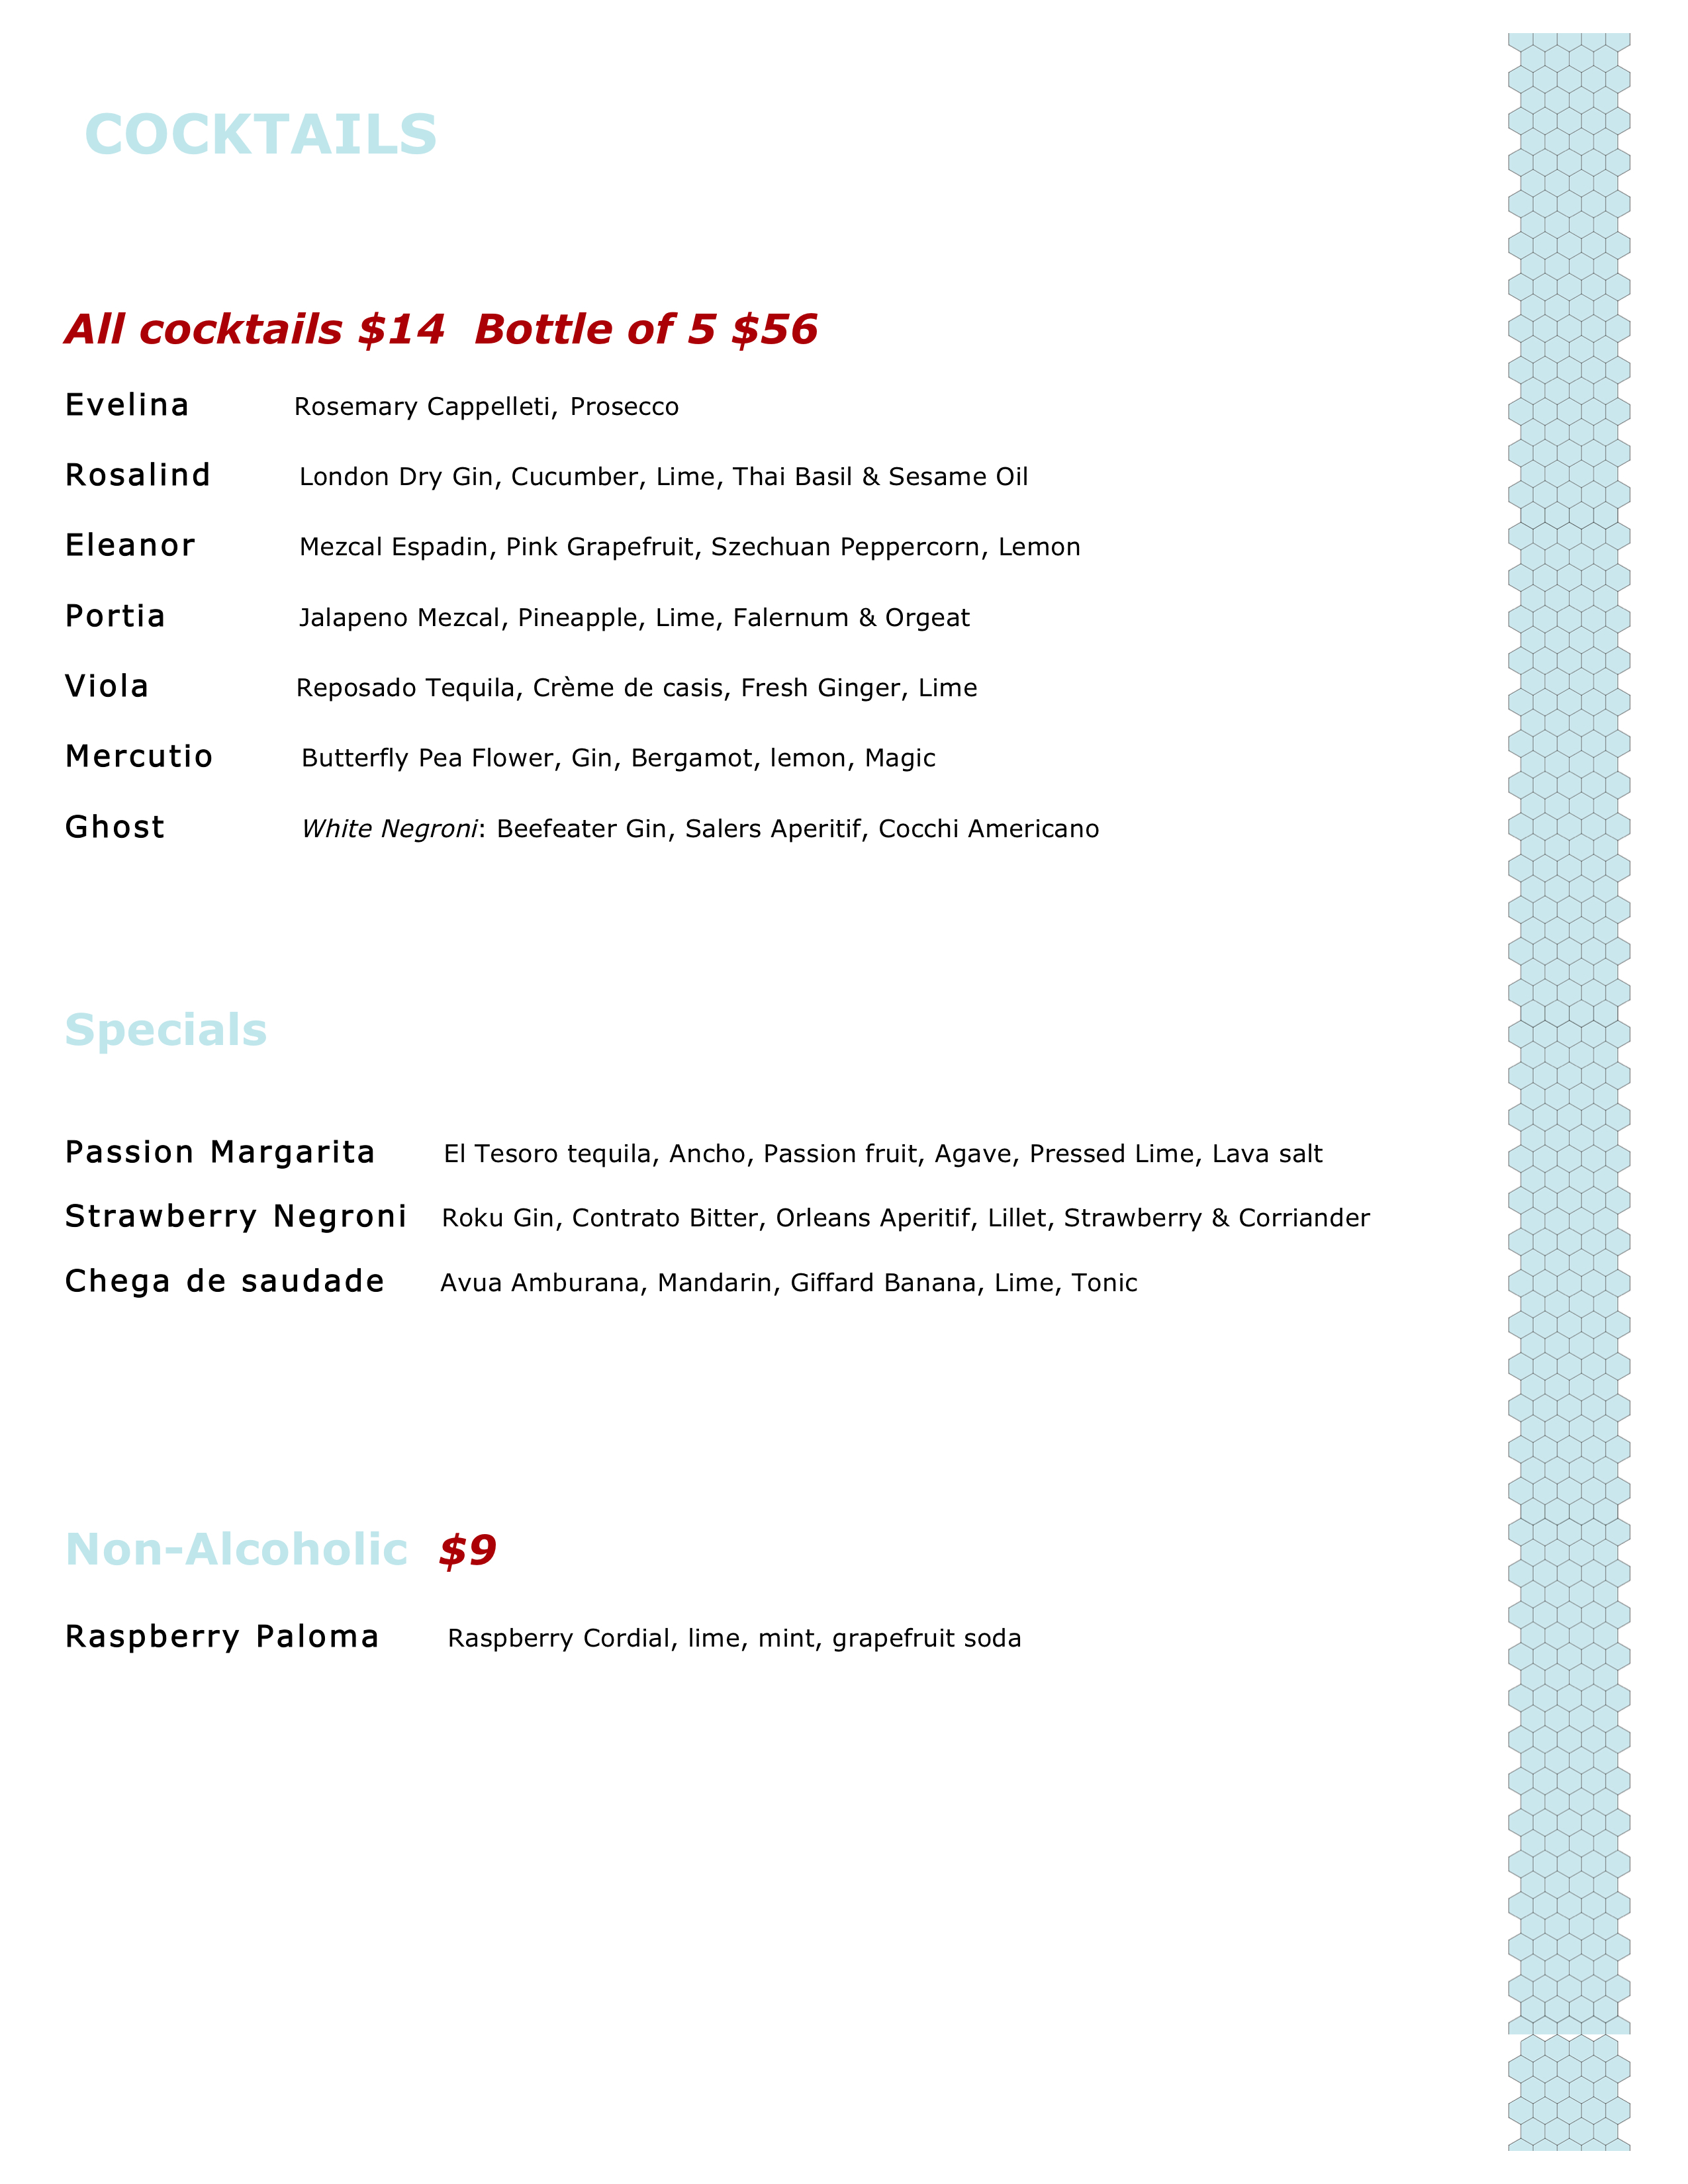 COCKTAILS
All cocktails $14 Bottle of 5 $56
Evelina Rosemary Cappelleti, Prosecco
Rosalind London Dry Gin, Cucumber, Lime, Thai Basil & Sesame Oil
Eleanor Mezcal Espadin, Pink Grapefruit, Szechuan Peppercorn, Lemon
Portia Jalapeno Mezcal, Pineapple, Lime, Falernum & Orgeat
Viola Reposado Tequila, Crème de casis, Fresh Ginger, Lime
Mercutio Butterfly Pea Flower, Gin, Bergamot, lemon, Magic
Ghost White Negroni: Beefeater Gin, Salers Aperitif, Cocchi Americano
Specials
Passion Margarita El Tesoro tequila, Ancho, Passion fruit, Agave, Pressed Lime, Lava salt
Strawberry Negroni Roku Gin, Contrato Bitter, Orleans Aperitif, Lillet, Strawberry & Corriander
Chega de saudade Avua Amburana, Mandarin, Giffard Banana, Lime, Tonic
Non-Alcoholic $9
Raspberry Paloma Raspberry Cordial, lime, mint, grapefruit soda